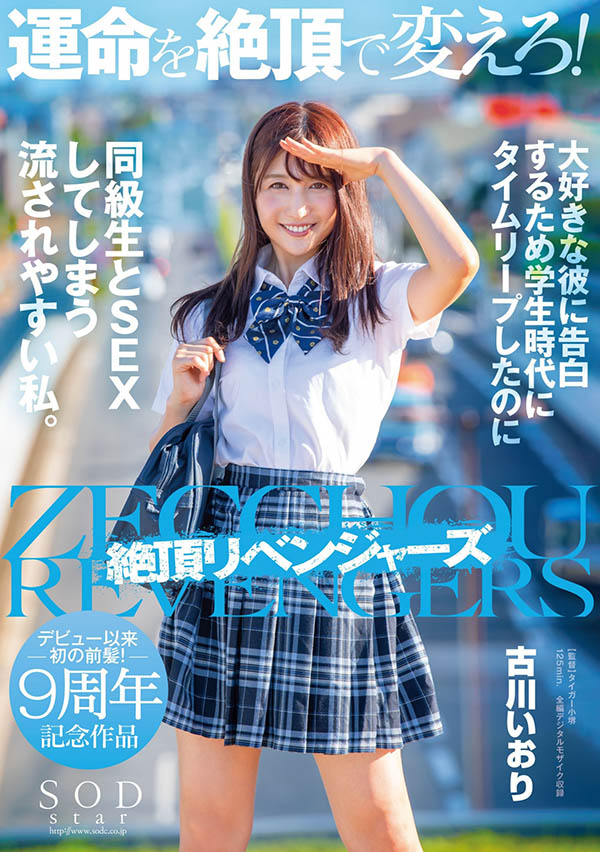 運命を絶頂で変えろ!
大好きな彼に告白
するため学生時代に
タイムリープしたのに
同級生とSEX
してしまう
流されやすい私。
ZECCHOU
絶頂リベンジャーズ
REVENGERS
デビュー以来
初の前髪!
9周年
記念作品
古川いおり
【監督】タイガー小堺
125min. 全編デジタルモザイク収録
SOD
star
http://www.sodc.co.jp